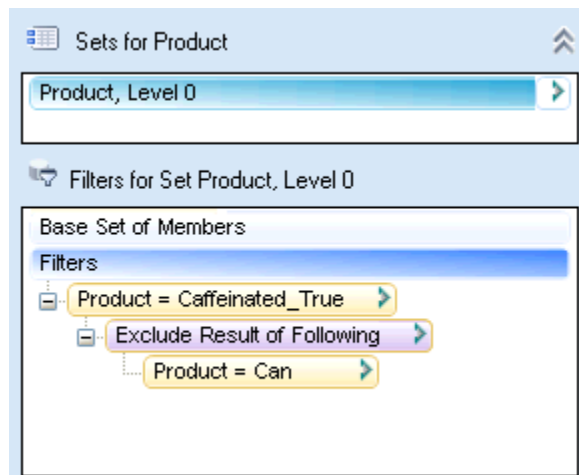 Sets for Product
Product, Level 0
Filters for Set Product, Level 0
Base Set of Members
Filters
Product = Caffeinated_True
Exclude Result of Following
Product = Can